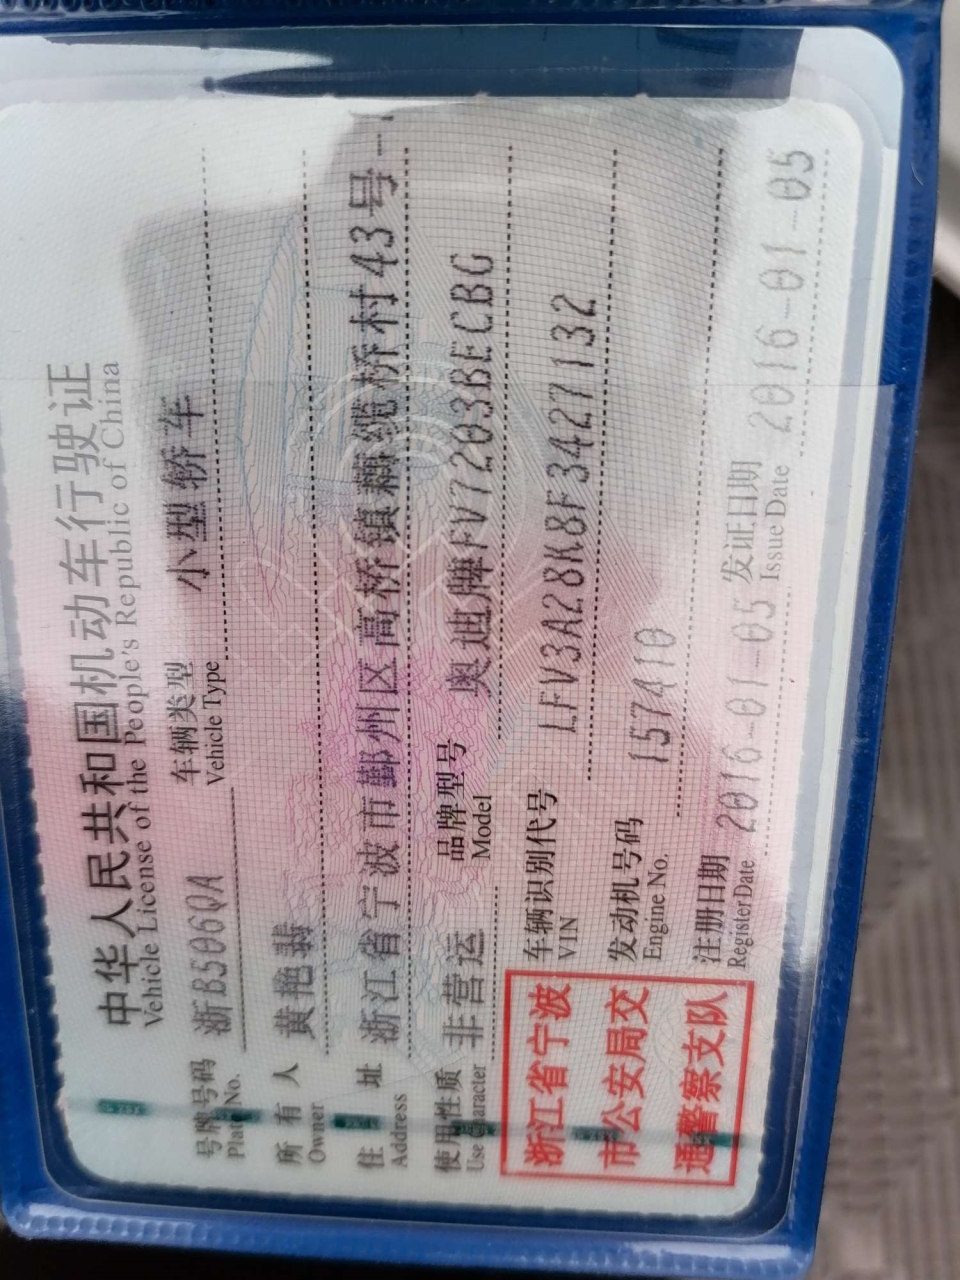 中华人民共和国机动车行驶证
Vehicle License of the People's Republic of China
号牌号码 浙B506QA 车辆类型 小型轿车
Plate No. Vehicle Type
所有人 黄艳翡
Owner
住址 浙江省宁波市鄞州区高桥镇藕缆桥村43号
Address
使用性质 非营运 品牌型号 奥迪牌FV7203BECBG
Use Character Model
浙江省宁波
市公安局交
通警察支队
车辆识别代号 LFV3A28K8F3427132
VIN
发动机号码 157410
Engine No.
注册日期 2016-01-05 发证日期 2016-01-05
Register Date Issue Date